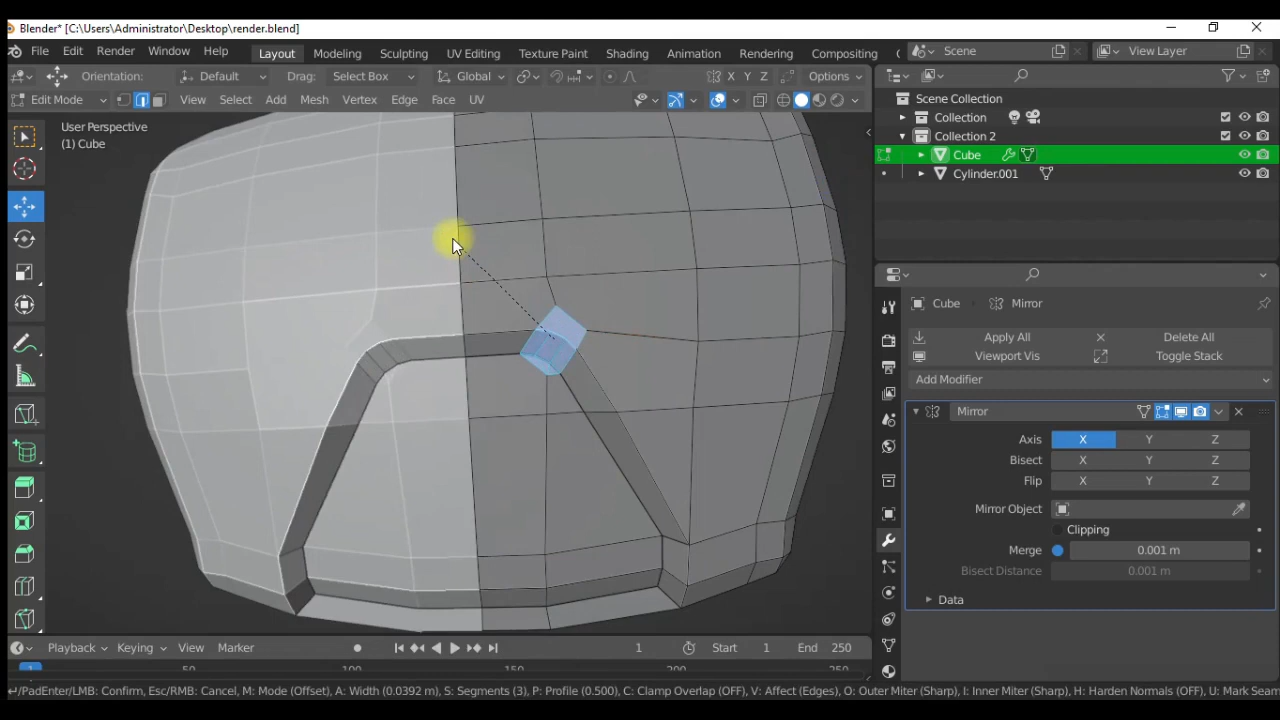 Blender* [C:\Users\Administrator\Desktop\render.blend]
File Edit Render Window Help Layout Modeling Sculpting UV Editing Texture Paint Shading Animation Rendering Compositing Scene View Layer
Orientation: Default Drag: Select Box Global X Y Z Options
Edit Mode View Select Add Mesh Vertex Edge Face UV
User Perspective
(1) Cube
Scene Collection
Collection
Collection 2
Cube
Cylinder.001
Cube Mirror
Apply All Delete All
Viewport Vis Toggle Stack
Add Modifier
Mirror
Axis X Y Z
Bisect X Y Z
Flip X Y Z
Mirror Object
Clipping
Merge 0.001 m
Bisect Distance 0.001 m
Data
Playback Keying View Marker 1 Start 1 End 250
1 50 100 150 200 250
↵/PadEnter/LMB: Confirm, Esc/RMB: Cancel, M: Mode (Offset), A: Width (0.0392 m), S: Segments (3), P: Profile (0.500), C: Clamp Overlap (OFF), V: Affect (Edges), O: Outer Miter (Sharp), I: Inner Miter (Sharp), H: Harden Normals (OFF), U: Mark Seam